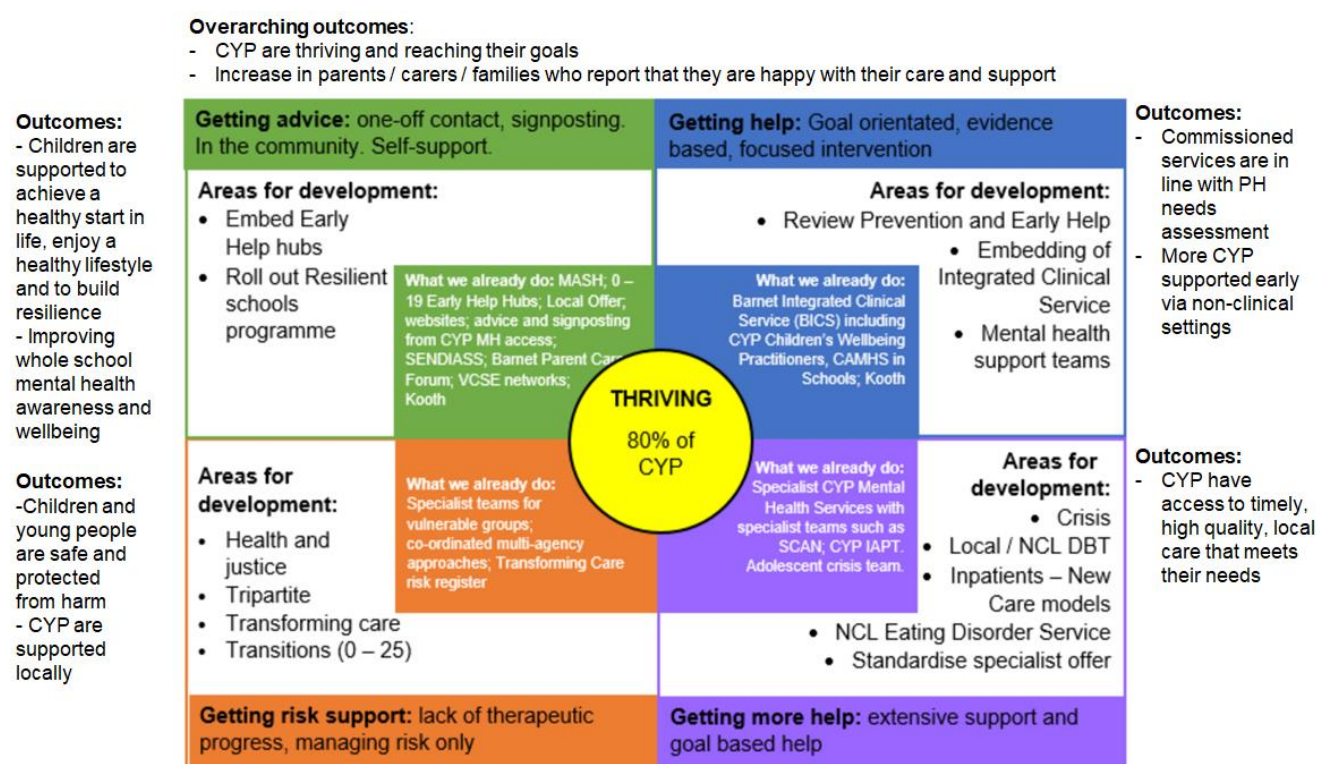 Overarching outcomes:
- CYP are thriving and reaching their goals
- Increase in parents / carers / families who report that they are happy with their care and support
Outcomes:
- Children are
supported to
achieve a
healthy start in
life, enjoy a
healthy lifestyle
and to build
resilience
- Improving
whole school
mental health
awareness and
wellbeing
Getting advice: one-off contact, signposting.
In the community. Self-support.
Areas for development:
• Embed Early
Help hubs
• Roll out Resilient
schools
programme
What we already do: MASH; 0 –
19 Early Help Hubs; Local Offer;
websites; advice and signposting
from CYP MH access;
SENDIASS; Barnet Parent Care
Forum; VCSE networks;
Kooth
Getting help: Goal orientated, evidence
based, focused intervention
Areas for development:
• Review Prevention and Early Help
• Embedding of
Integrated Clinical
Service
• Mental health
support teams
What we already do:
Barnet Integrated Clinical
Service (BICS) including
CYP Children's Wellbeing
Practitioners, CAMHS in
Schools; Kooth
Outcomes:
- Commissioned
services are in
line with PH
needs
assessment
- More CYP
supported early
via non-clinical
settings
THRIVING
80% of
CYP
Outcomes:
-Children and
young people
are safe and
protected
from harm
- CYP are
supported
locally
Areas for
development:
• Health and
justice
• Tripartite
• Transforming care
• Transitions (0 – 25)
What we already do:
Specialist teams for
vulnerable groups;
co-ordinated multi-agency
approaches; Transforming Care
risk register
Getting risk support: lack of therapeutic
progress, managing risk only
What we already do:
Specialist CYP Mental
Health Services with
specialist teams such as
SCAN; CYP IAPT.
Adolescent crisis team.
Areas for
development:
• Crisis
• Local / NCL DBT
• Inpatients – New
Care models
• NCL Eating Disorder Service
• Standardise specialist offer
Getting more help: extensive support and
goal based help
Outcomes:
- CYP have
access to timely,
high quality, local
care that meets
their needs